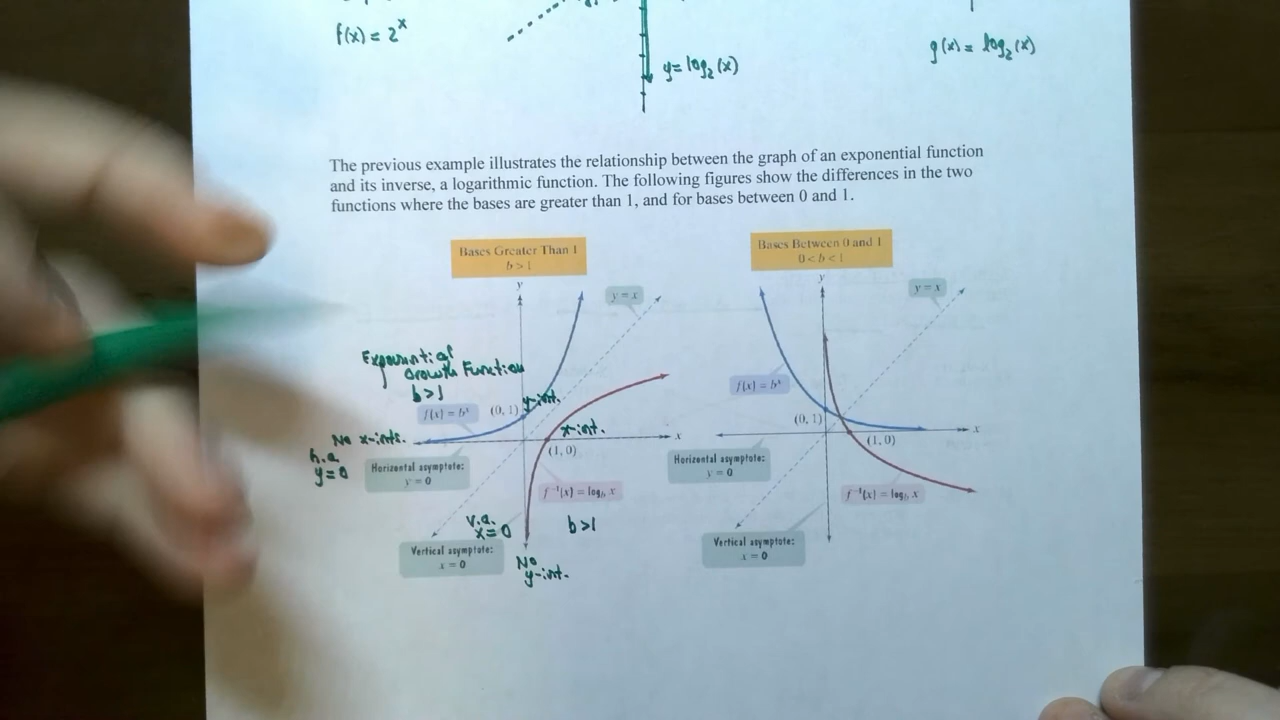 f(x) = 2ˣ
y = log₂(x)
g(x) = log₂(x)
The previous example illustrates the relationship between the graph of an exponential function
and its inverse, a logarithmic function. The following figures show the differences in the two
functions where the bases are greater than 1, and for bases between 0 and 1.
Bases Greater Than 1
b > 1
y
y = x
Exponential
Growth Function
b>1
f(x) = bˣ
(0, 1)
y-int.
No x-ints.
x-int.
x
(1, 0)
h.a
y=0
Horizontal asymptote:
y = 0
f⁻¹(x) = log_b x
v.a.
x=0
b>1
Vertical asymptote:
x = 0
No
y-int.
Bases Between 0 and 1
0 < b < 1
y
y = x
f(x) = bˣ
(0, 1)
x
(1, 0)
Horizontal asymptote:
y = 0
f⁻¹(x) = log_b x
Vertical asymptote:
x = 0